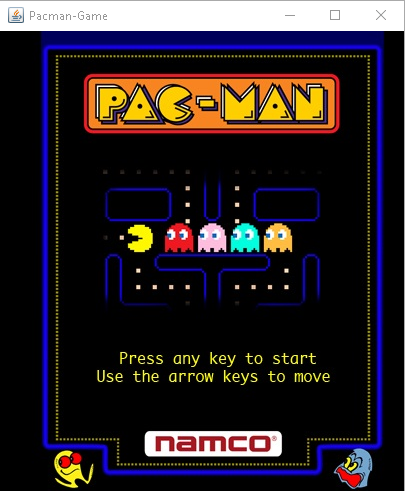 Pacman-Game
PAC-MAN
Press any key to start
Use the arrow keys to move
namco®